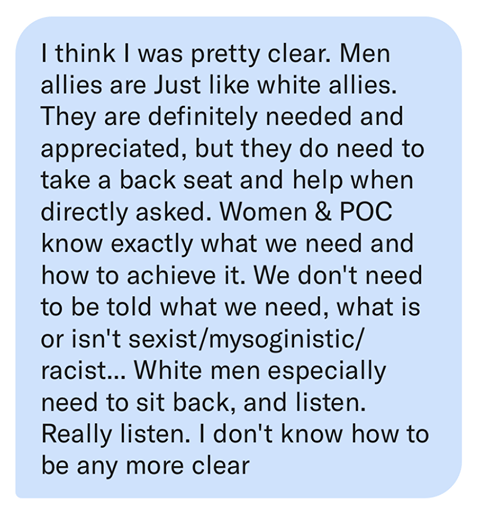 I think I was pretty clear. Men
allies are Just like white allies.
They are definitely needed and
appreciated, but they do need to
take a back seat and help when
directly asked. Women & POC
know exactly what we need and
how to achieve it. We don't need
to be told what we need, what is
or isn't sexist/mysoginistic/
racist... White men especially
need to sit back, and listen.
Really listen. I don't know how to
be any more clear